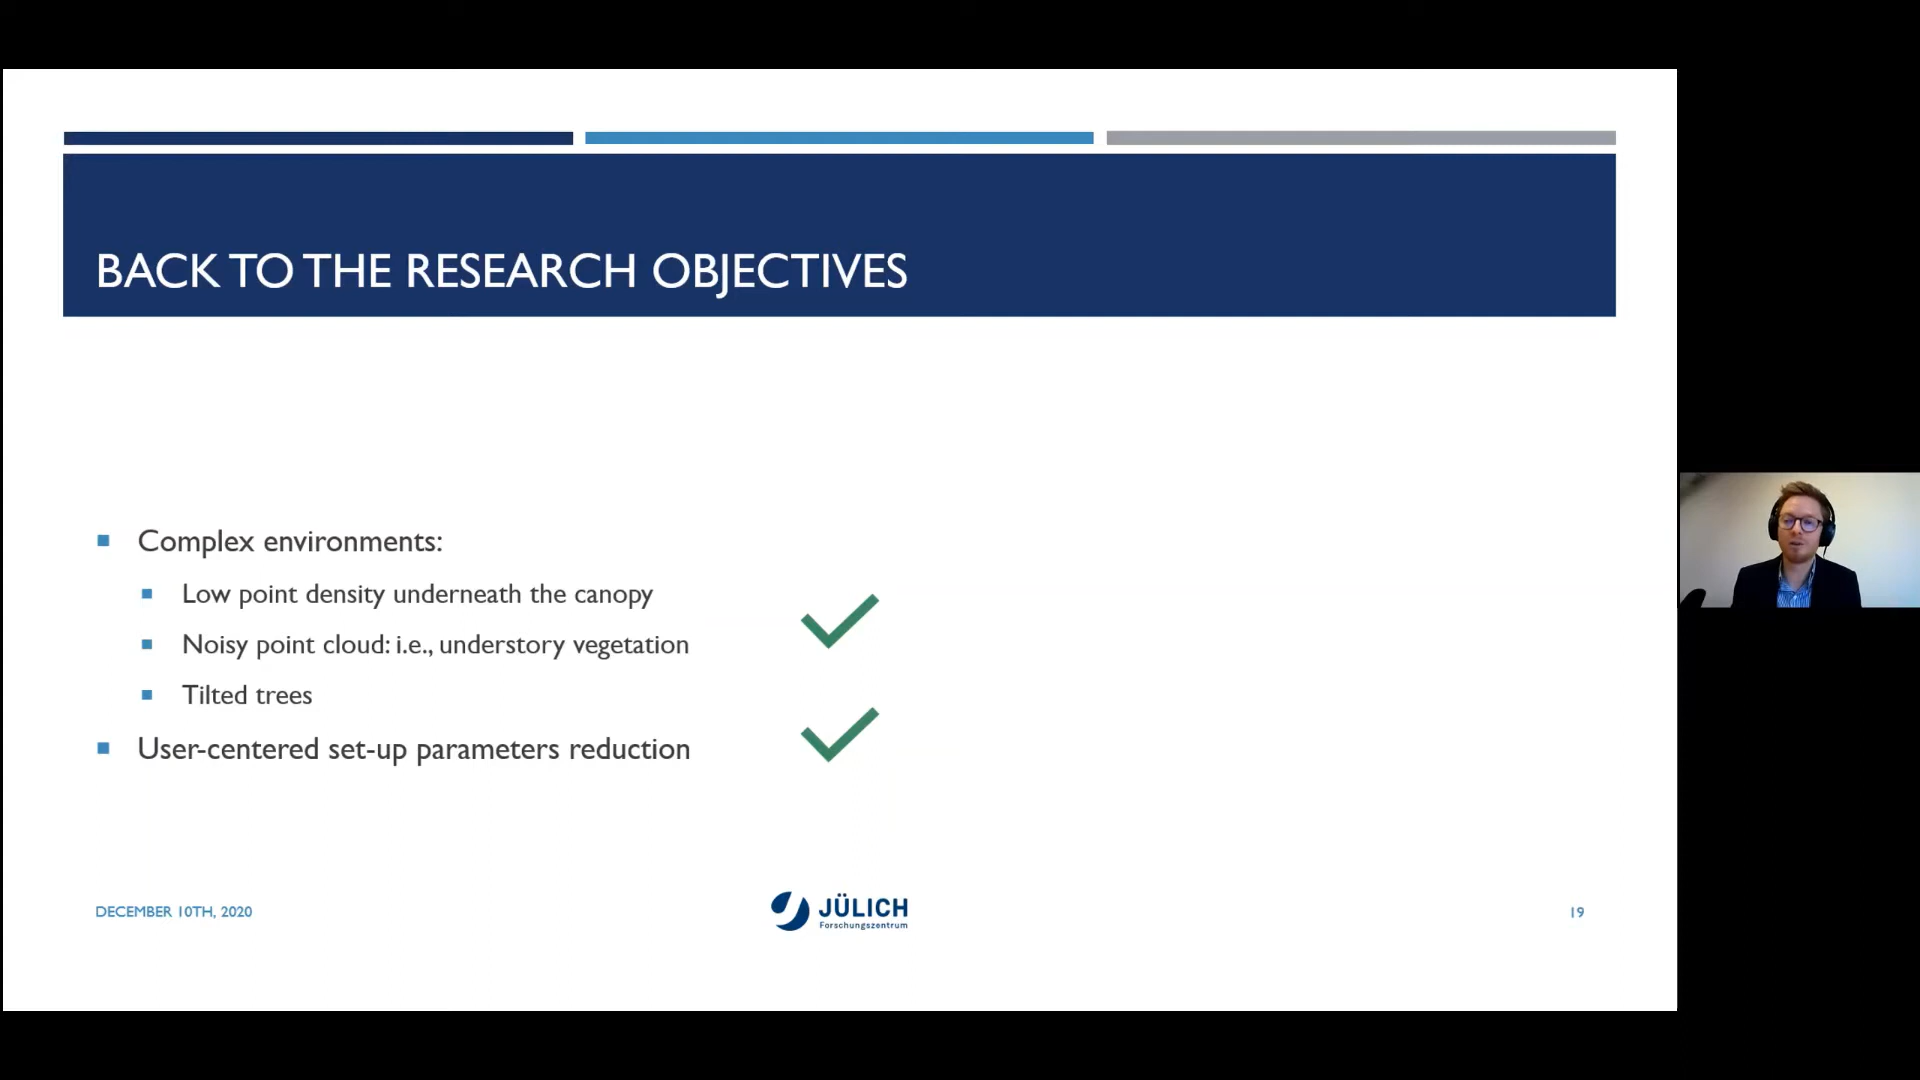 BACK TO THE RESEARCH OBJECTIVES
Complex environments:
Low point density underneath the canopy
Noisy point cloud: i.e., understory vegetation
Tilted trees
User-centered set-up parameters reduction
DECEMBER 10TH, 2020
JÜLICH
Forschungszentrum
19